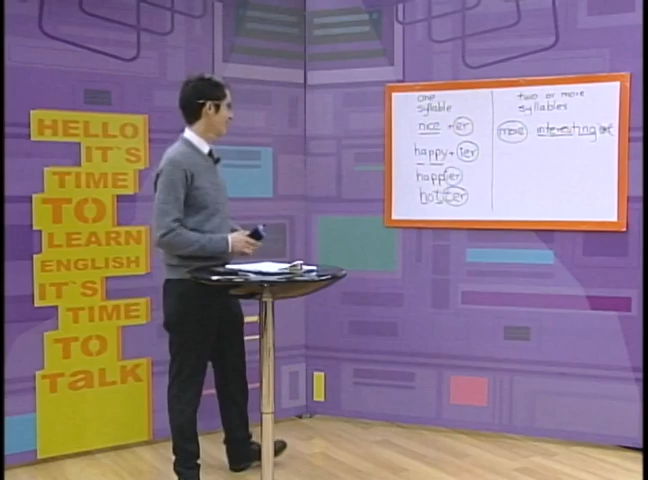 HELLO
IT`S
TIME
TO
LEARN
ENGLISH
IT`S
TIME
TO
TaLK
one
syllable
nice + er
happy + ier
happier
hotter
two or more
syllables
more interesting